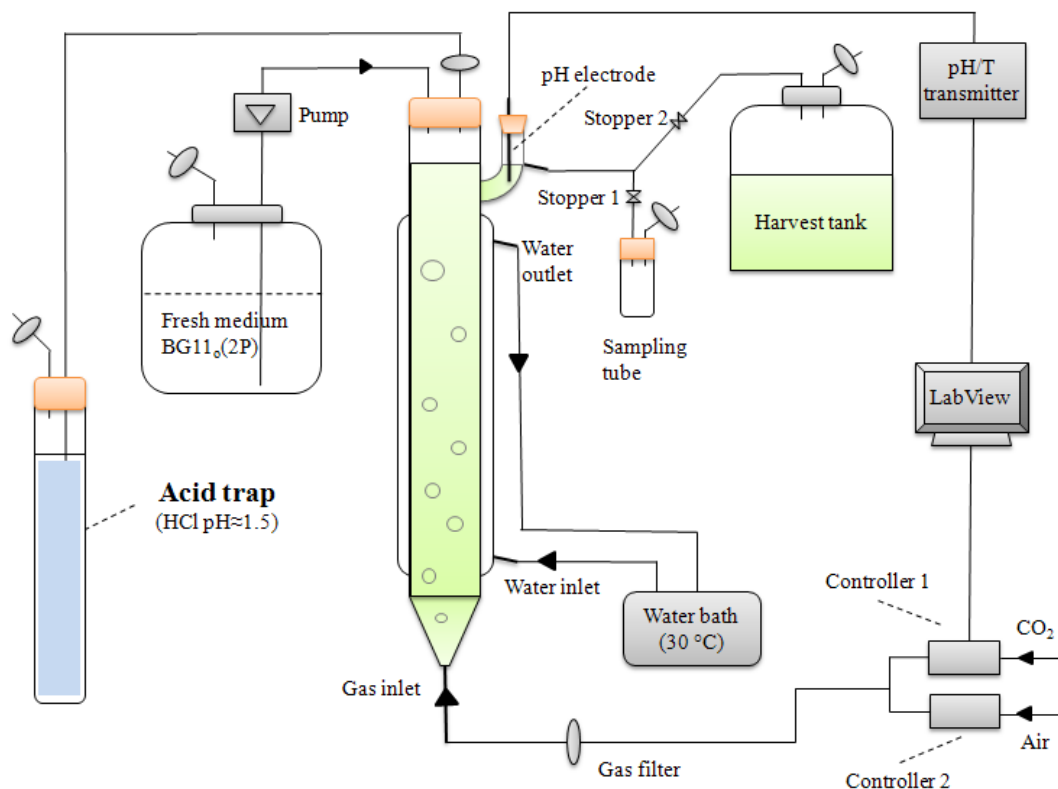 pH electrode
pH/T
transmitter
Pump
Stopper 2
Stopper 1
Harvest tank
Water
outlet
Fresh medium
BG11₀(2P)
Sampling
tube
LabView
Acid trap
(HCl pH≈1.5)
Water inlet
Water bath
(30 °C)
Controller 1
CO₂
Gas inlet
Gas filter
Air
Controller 2